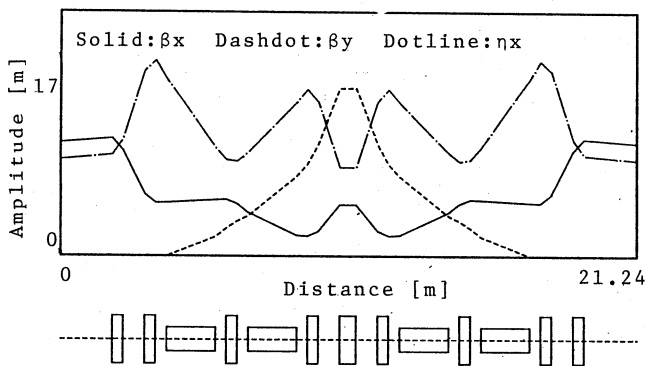 Solid:βx Dashdot:βy Dotline:ηx
Amplitude [m]
17
0
0
21.24
Distance [m]